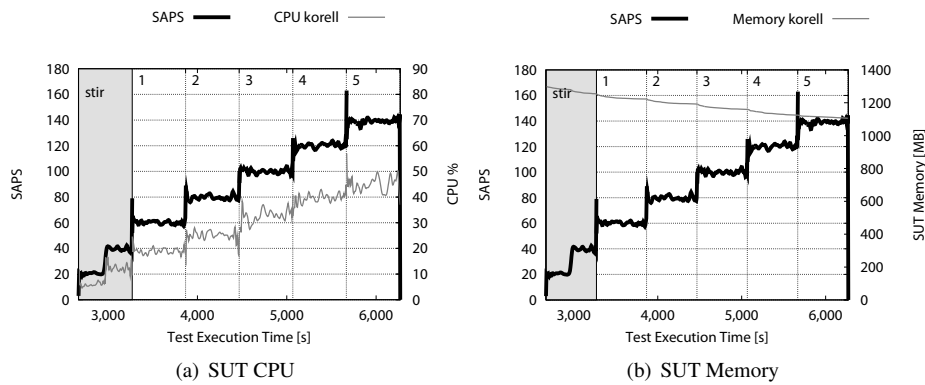 SAPS CPU korell
180
160
140
120
100
80
60
40
20
0
SAPS
stir
1 2 3 4 5
90
80
70
60
50
40
30
20
10
0
CPU %
3,000 4,000 5,000 6,000
Test Execution Time [s]
(a) SUT CPU
SAPS Memory korell
180
160
140
120
100
80
60
40
20
0
SAPS
stir
1 2 3 4 5
1400
1200
1000
800
600
400
200
0
SUT Memory [MB]
3,000 4,000 5,000 6,000
Test Execution Time [s]
(b) SUT Memory